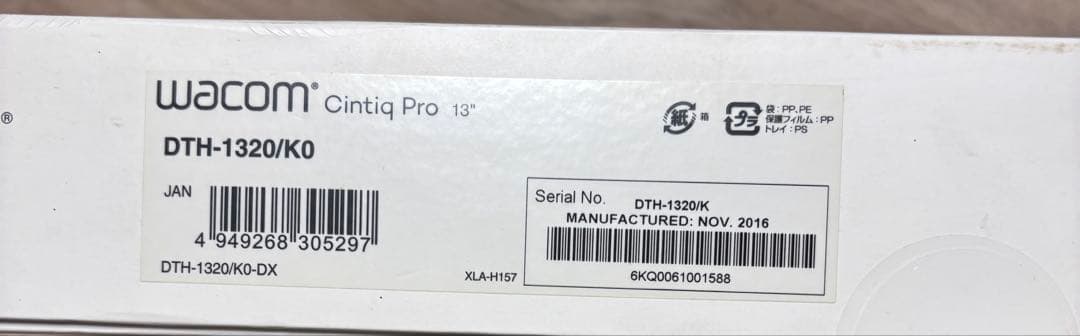 ®
wacom® Cintiq Pro 13"
DTH-1320/K0
紙 箱
プラ 袋:PP,PE
保護フィルム:PP
トレイ:PS
JAN
4 949268 305297
DTH-1320/K0-DX
XLA-H157
Serial No. DTH-1320/K
MANUFACTURED: NOV. 2016
6KQ0061001588